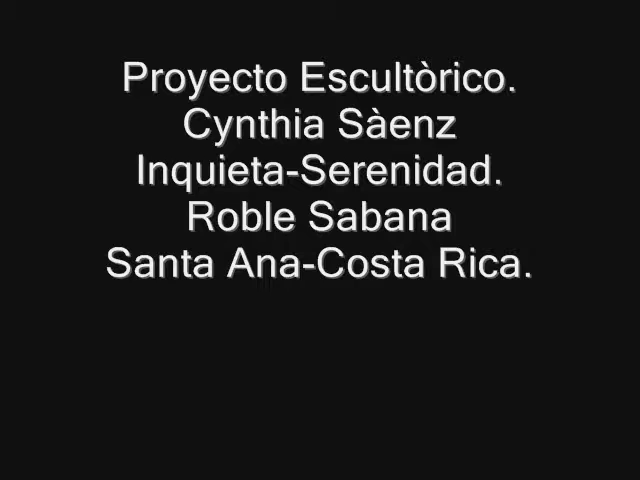 Proyecto Escultòrico.
Cynthia Sàenz
Inquieta-Serenidad.
Roble Sabana
Santa Ana-Costa Rica.